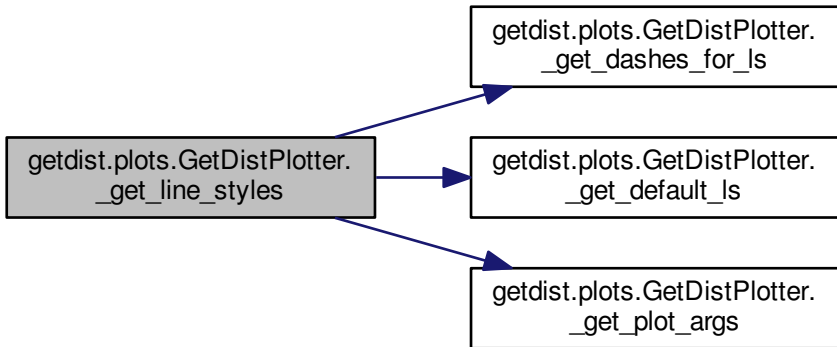 getdist.plots.GetDistPlotter.
_get_line_styles
getdist.plots.GetDistPlotter.
_get_dashes_for_ls
getdist.plots.GetDistPlotter.
_get_default_ls
getdist.plots.GetDistPlotter.
_get_plot_args